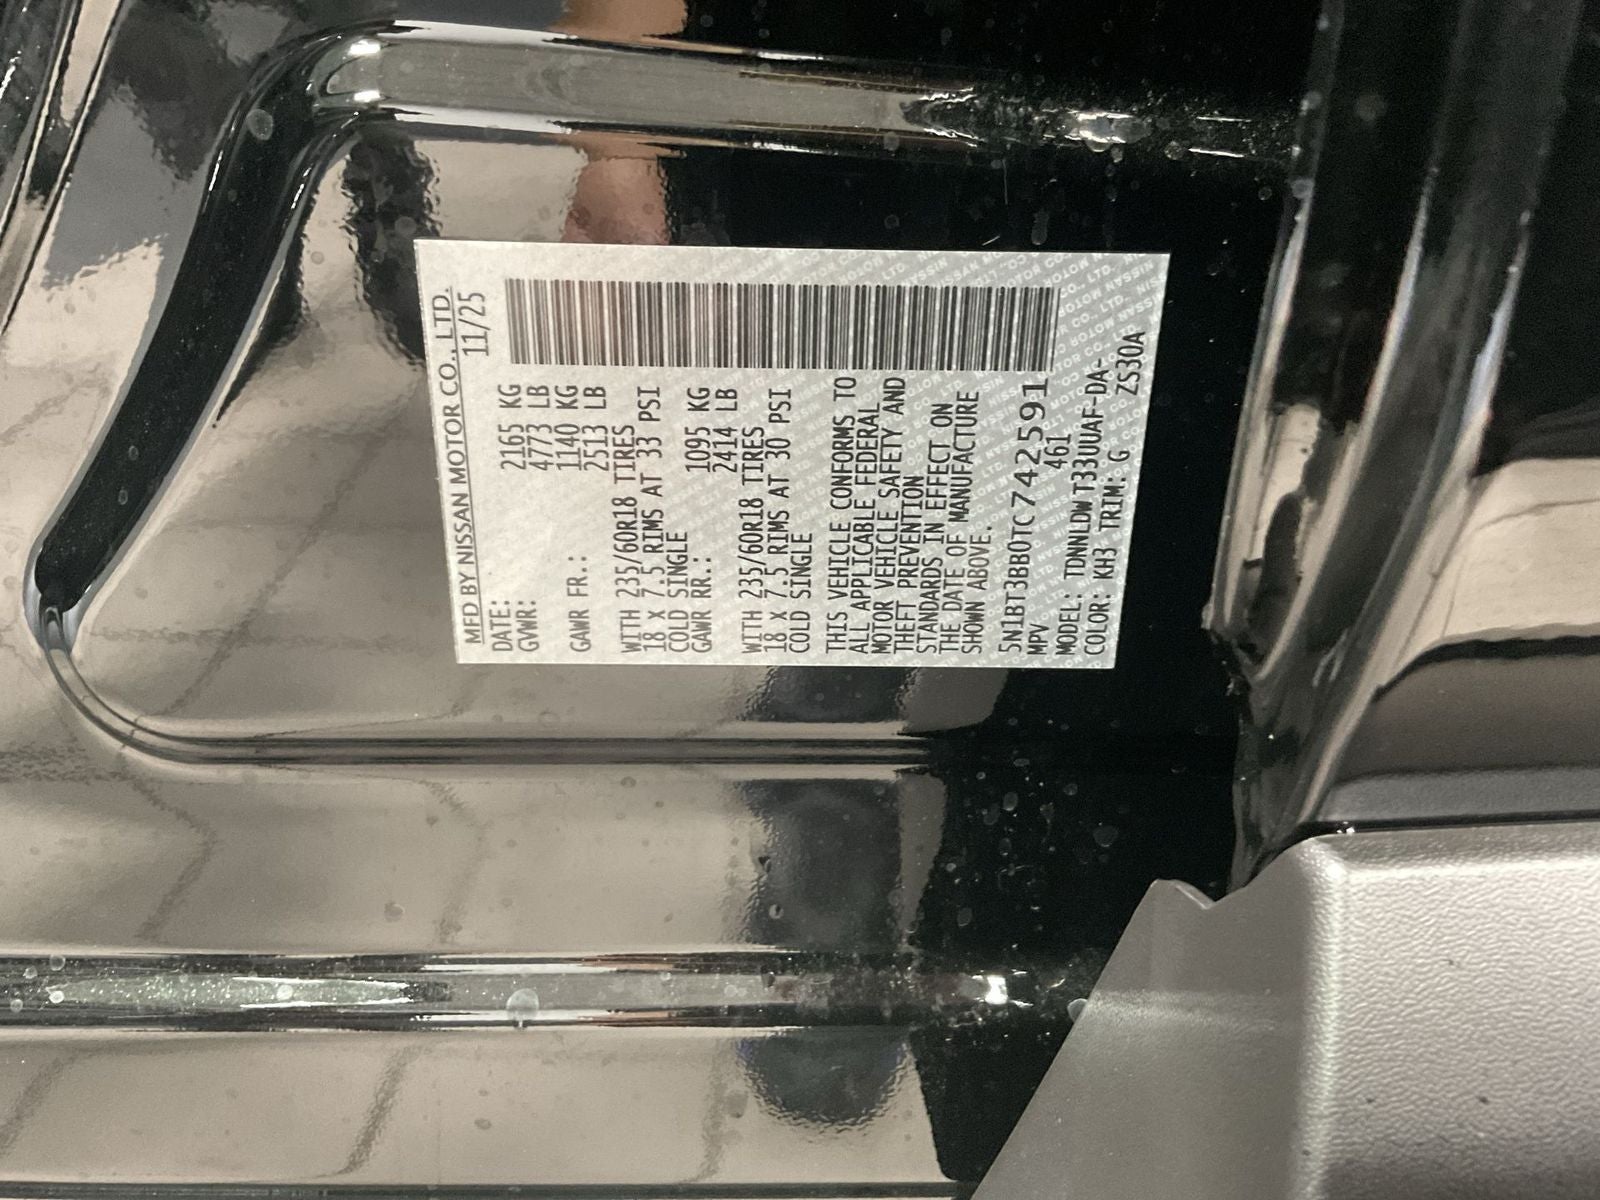 MFD BY NISSAN MOTOR CO., LTD.
DATE: 11/25
GVWR: 2165 KG
4773 LB
GAWR FR.: 1140 KG
2513 LB
WITH 235/60R18 TIRES
18 X 7.5 RIMS AT 33 PSI
COLD SINGLE
GAWR RR.: 1095 KG
2414 LB
WITH 235/60R18 TIRES
18 X 7.5 RIMS AT 30 PSI
COLD SINGLE
THIS VEHICLE CONFORMS TO
ALL APPLICABLE FEDERAL
MOTOR VEHICLE SAFETY AND
THEFT PREVENTION
STANDARDS IN EFFECT ON
THE DATE OF MANUFACTURE
SHOWN ABOVE.
5N1BT3BB0TC742591
MPV 461
MODEL: TDNNLDW T33UUAF-DA-
COLOR: KH3 TRIM: G ZS30A